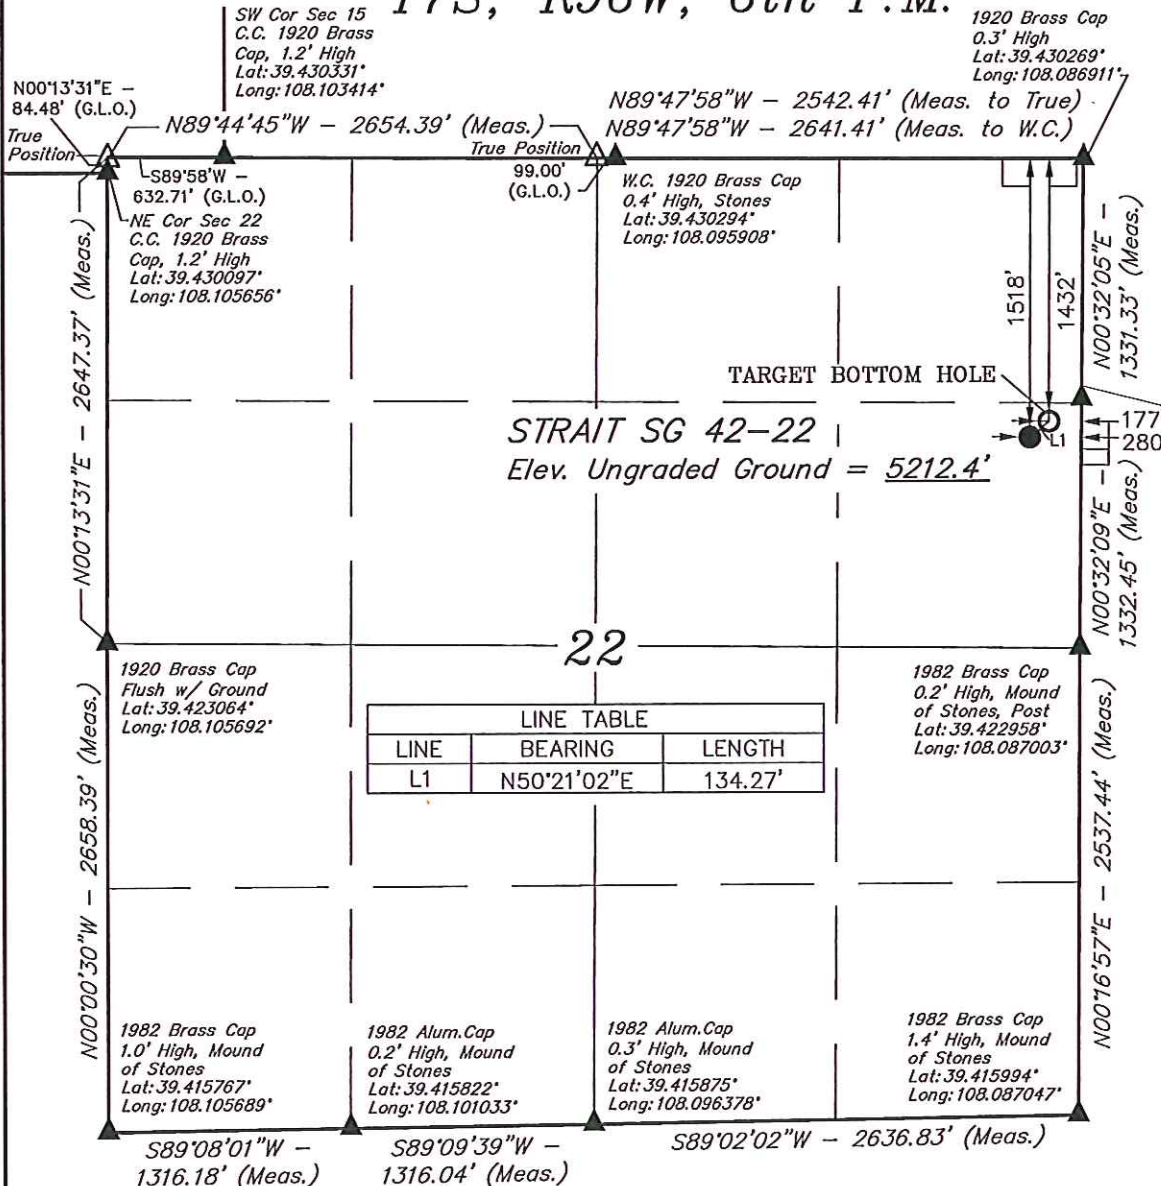 T7S, R98W, 6th P.M.
SW Cor Sec 15
C.C. 1920 Brass
Cap, 1.2' High
Lat: 39.430331°
Long: 108.103414°
1920 Brass Cap
0.3' High
Lat: 39.430269°
Long: 108.086911°
N00°13'31"E –
84.48' (G.L.O.)
True
Position
N89°44'45"W – 2654.39' (Meas.)
N89°47'58"W – 2542.41' (Meas. to True)
N89°47'58"W – 2641.41' (Meas. to W.C.)
True Position
99.00'
(G.L.O.)
S89°58'W –
632.71' (G.L.O.)
NE Cor Sec 22
C.C. 1920 Brass
Cap, 1.2' High
Lat: 39.430097°
Long: 108.105656°
W.C. 1920 Brass Cap
0.4' High, Stones
Lat: 39.430294°
Long: 108.095908°
N00°13'31"E – 2647.37' (Meas.)
1518'
1432'
N00°32'05"E –
1331.33' (Meas.)
TARGET BOTTOM HOLE
STRAIT SG 42–22
Elev. Ungraded Ground = 5212.4'
L1
177
280
N00°32'09"E –
1332.45' (Meas.)
22
1920 Brass Cap
Flush w/ Ground
Lat: 39.423064°
Long: 108.105692°
1982 Brass Cap
0.2' High, Mound
of Stones, Post
Lat: 39.422958°
Long: 108.087003°
LINE TABLE
LINE BEARING LENGTH
L1 N50°21'02"E 134.27'
N00°00'30"W – 2658.39' (Meas.)
N00°16'57"E – 2537.44' (Meas.)
1982 Brass Cap
1.0' High, Mound
of Stones
Lat: 39.415767°
Long: 108.105689°
1982 Alum.Cap
0.2' High, Mound
of Stones
Lat: 39.415822°
Long: 108.101033°
1982 Alum.Cap
0.3' High, Mound
of Stones
Lat: 39.415875°
Long: 108.096378°
1982 Brass Cap
1.4' High, Mound
of Stones
Lat: 39.415994°
Long: 108.087047°
S89°08'01"W –
1316.18' (Meas.)
S89°09'39"W –
1316.04' (Meas.)
S89°02'02"W – 2636.83' (Meas.)